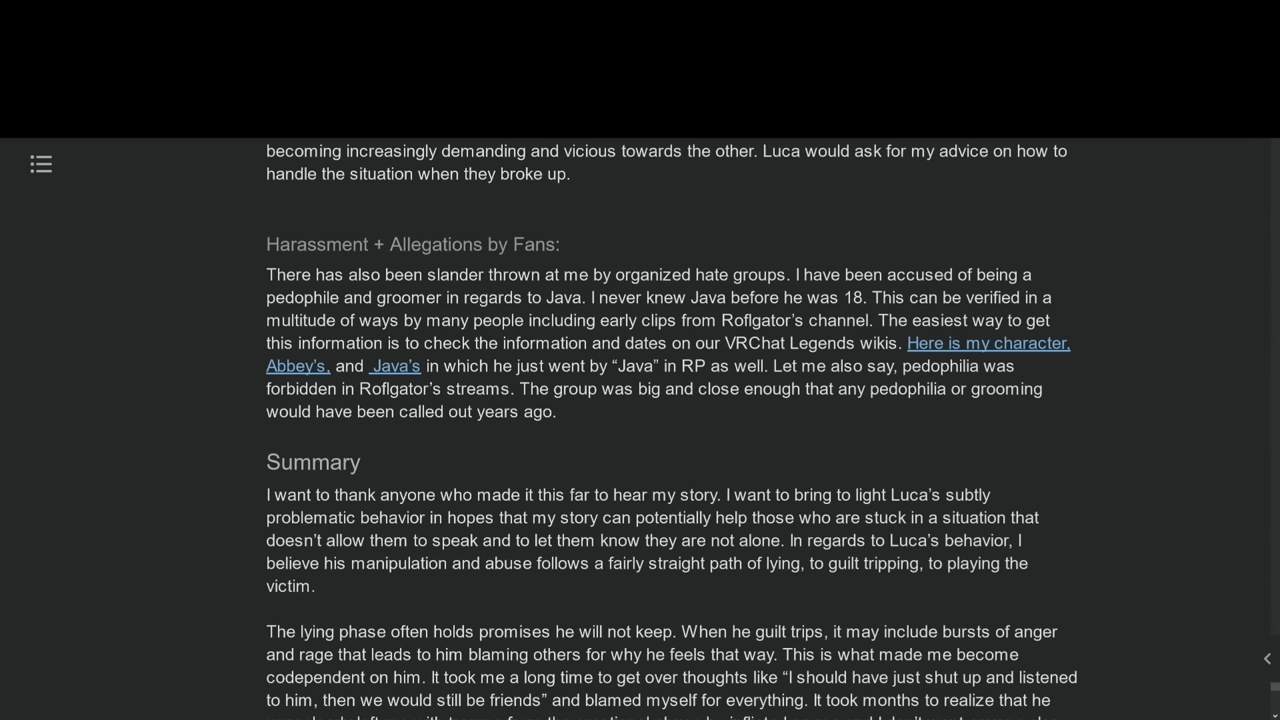 becoming increasingly demanding and vicious towards the other. Luca would ask for my advice on how to
handle the situation when they broke up.
Harassment + Allegations by Fans:
There has also been slander thrown at me by organized hate groups. I have been accused of being a
pedophile and groomer in regards to Java. I never knew Java before he was 18. This can be verified in a
multitude of ways by many people including early clips from Roflgator’s channel. The easiest way to get
this information is to check the information and dates on our VRChat Legends wikis. Here is my character,
Abbey’s, and Java’s in which he just went by “Java” in RP as well. Let me also say, pedophilia was
forbidden in Roflgator’s streams. The group was big and close enough that any pedophilia or grooming
would have been called out years ago.
Summary
I want to thank anyone who made it this far to hear my story. I want to bring to light Luca’s subtly
problematic behavior in hopes that my story can potentially help those who are stuck in a situation that
doesn’t allow them to speak and to let them know they are not alone. In regards to Luca’s behavior, I
believe his manipulation and abuse follows a fairly straight path of lying, to guilt tripping, to playing the
victim.
The lying phase often holds promises he will not keep. When he guilt trips, it may include bursts of anger
and rage that leads to him blaming others for why he feels that way. This is what made me become
codependent on him. It took me a long time to get over thoughts like “I should have just shut up and listened
to him, then we would still be friends” and blamed myself for everything. It took months to realize that he